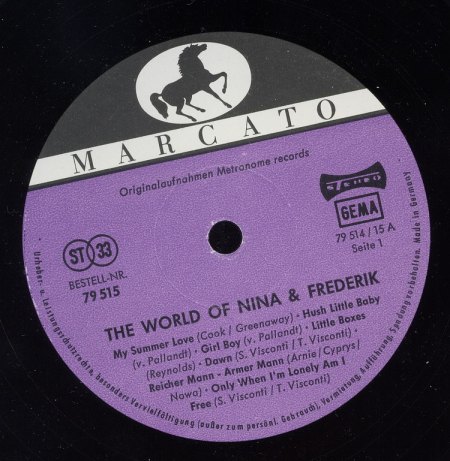 MARCATO
Originalaufnahmen Metronome records
STEREO
GEMA
79 514/15 A
Seite 1
ST 33
BESTELL-NR.
79 515
THE WORLD OF NINA & FREDERIK
My Summer Love (Cook / Greenaway) · Hush Little Baby
(v. Pallandt) · Girl Boy (v. Pallandt) · Little Boxes
(Reynolds) · Dawn (S. Visconti / T. Visconti) ·
Reicher Mann - Armer Mann (Arnie / Cyprys /
Nowa) · Only When I'm Lonely Am I
Free (S. Visconti / T. Visconti)
· Urheber- u. Leistungsschutzrechte, besonders Vervielfältigung (außer zum persönl. Gebrauch), Vermietung, Aufführung, Sendung vorbehalten. Made in Germany